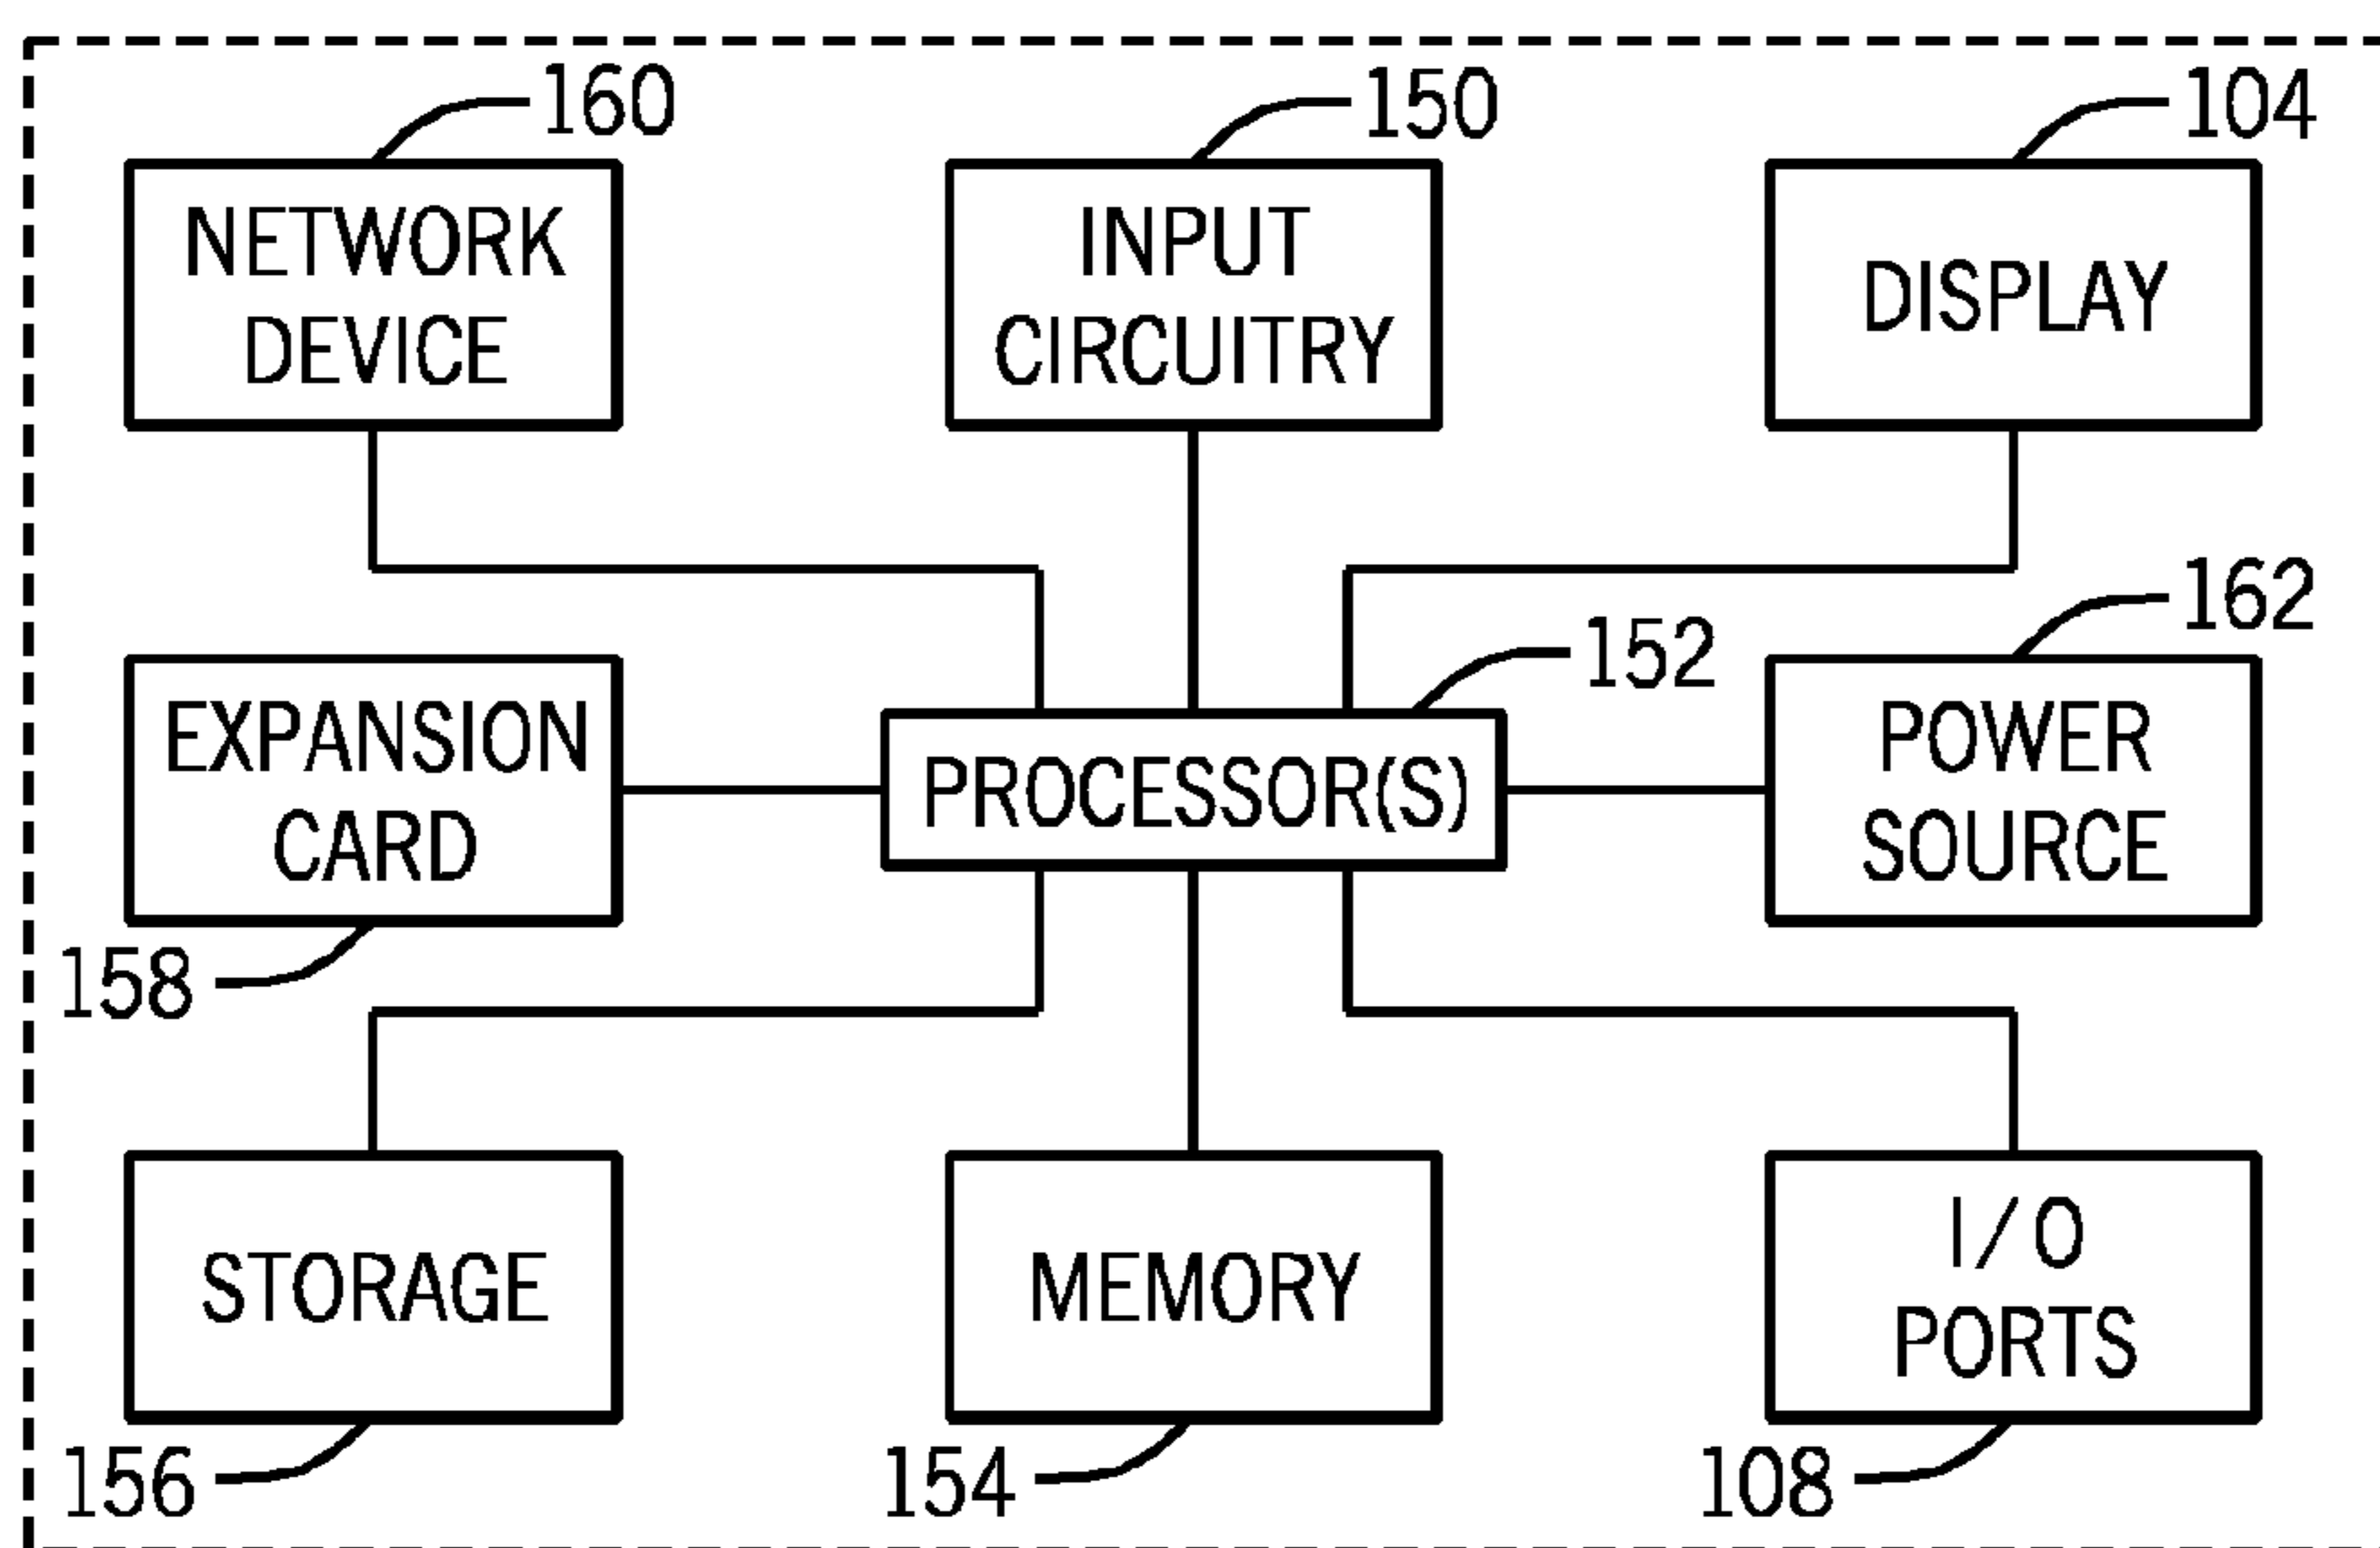 160
150
104
NETWORK
DEVICE
INPUT
CIRCUITRY
DISPLAY
162
152
EXPANSION
CARD
PROCESSOR(S)
POWER
SOURCE
158
STORAGE
MEMORY
I/O
PORTS
156
154
108